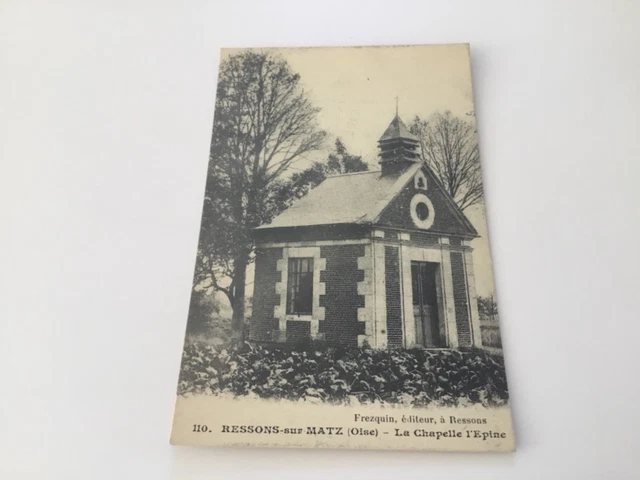 Frezquin, éditeur, à Ressons
110. RESSONS-sur-MATZ (Oise) - La Chapelle l'Epine